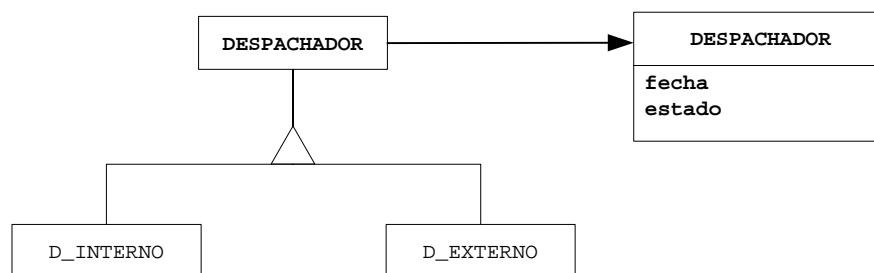 DESPACHADOR
DESPACHADOR
fecha
estado
D_INTERNO
D_EXTERNO